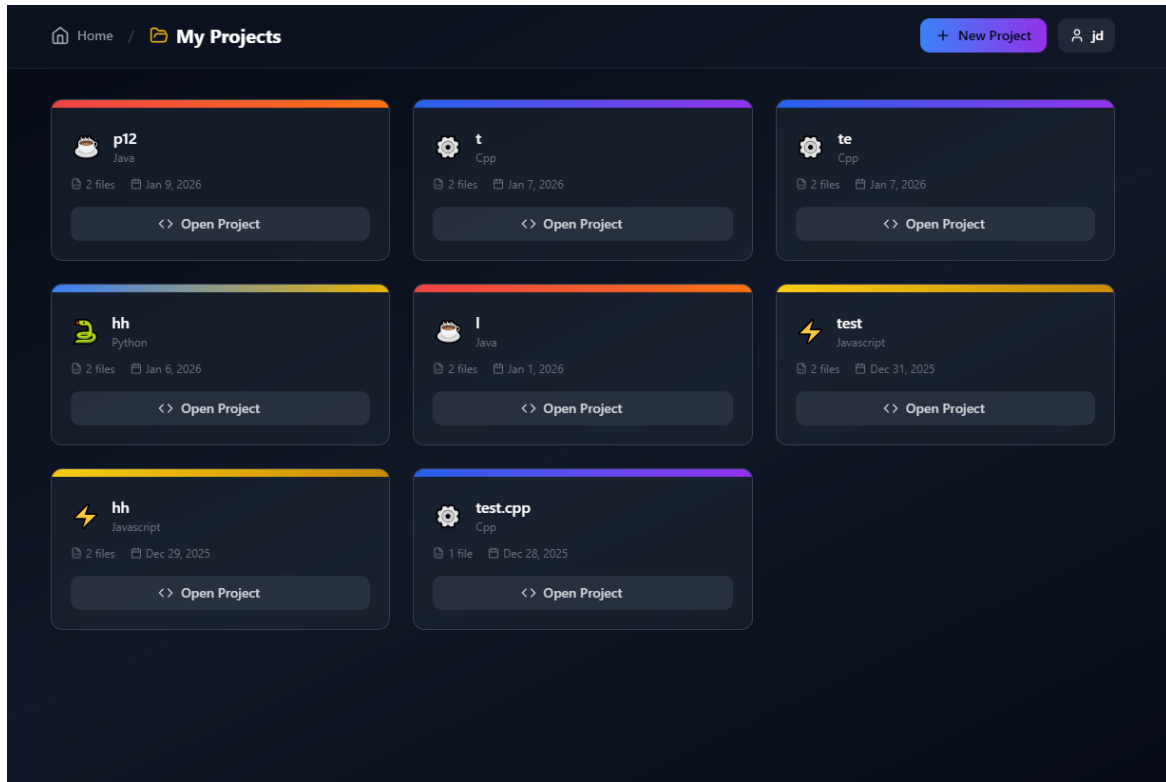 Home / My Projects
+ New Project
jd
p12
Java
2 files Jan 9, 2026
<> Open Project
t
Cpp
2 files Jan 7, 2026
<> Open Project
te
Cpp
2 files Jan 7, 2026
<> Open Project
hh
Python
2 files Jan 6, 2026
<> Open Project
l
Java
2 files Jan 1, 2026
<> Open Project
test
Javascript
2 files Dec 31, 2025
<> Open Project
hh
Javascript
2 files Dec 29, 2025
<> Open Project
test.cpp
Cpp
1 file Dec 28, 2025
<> Open Project